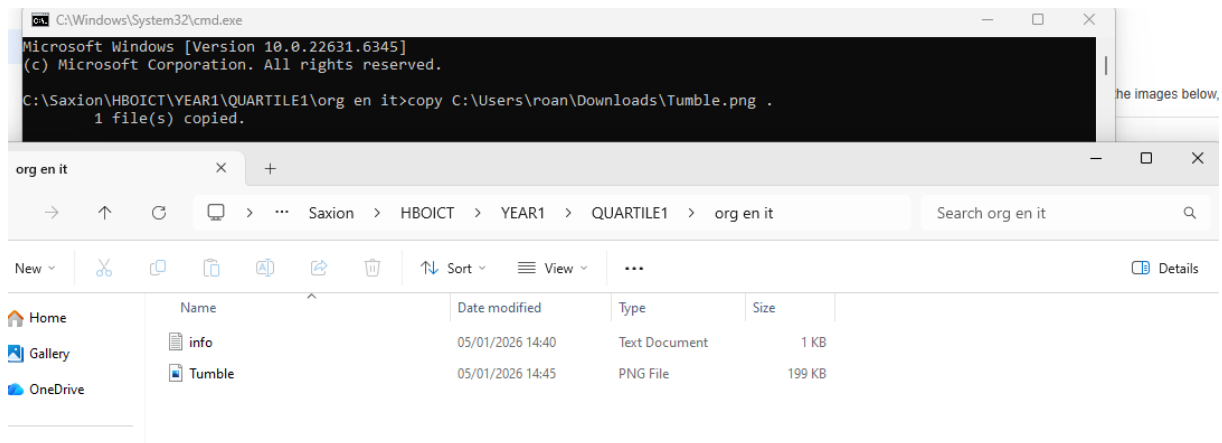 C:\Windows\System32\cmd.exe
Microsoft Windows [Version 10.0.22631.6345]
(c) Microsoft Corporation. All rights reserved.
C:\Saxion\HBOICT\YEAR1\QUARTILE1\org en it>copy C:\Users\roan\Downloads\Tumble.png .
1 file(s) copied.
the images below,
org en it
... Saxion > HBOICT > YEAR1 > QUARTILE1 > org en it
Search org en it
New
Sort
View
...
Details
Name Date modified Type Size
Home
info 05/01/2026 14:40 Text Document 1 KB
Gallery
Tumble 05/01/2026 14:45 PNG File 199 KB
OneDrive